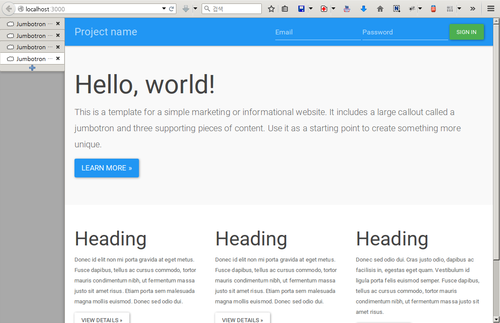 localhost:3000
검색
Jumbotron ···
Jumbotron ···
Jumbotron ···
Jumbotron ···
Project name
Email
Password
SIGN IN
Hello, world!
This is a template for a simple marketing or informational website. It includes a large callout called a
jumbotron and three supporting pieces of content. Use it as a starting point to create something more
unique.
LEARN MORE »
Heading
Donec id elit non mi porta gravida at eget metus.
Fusce dapibus, tellus ac cursus commodo, tortor
mauris condimentum nibh, ut fermentum massa
justo sit amet risus. Etiam porta sem malesuada
magna mollis euismod. Donec sed odio dui.
VIEW DETAILS »
Heading
Donec id elit non mi porta gravida at eget metus.
Fusce dapibus, tellus ac cursus commodo, tortor
mauris condimentum nibh, ut fermentum massa
justo sit amet risus. Etiam porta sem malesuada
magna mollis euismod. Donec sed odio dui.
VIEW DETAILS »
Heading
Donec sed odio dui. Cras justo odio, dapibus ac
facilisis in, egestas eget quam. Vestibulum id
ligula porta felis euismod semper. Fusce dapibus,
tellus ac cursus commodo, tortor mauris
condimentum nibh, ut fermentum massa justo sit
amet risus.